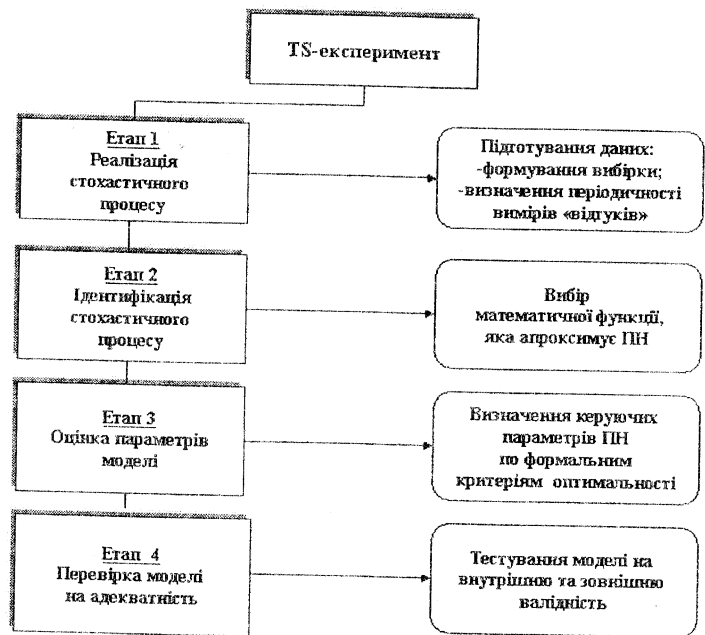 TS-експеримент
Етап 1
Реалізація
стохастичного
процесу
Підготування даних:
-формування вибірки;
-визначення періодичності
вимірів «відгуків»
Етап 2
Ідентифікація
стохастичного
процесу
Вибір
математичної функції,
яка апроксимує ПН
Етап 3
Оцінка параметрів
моделі
Визначення керуючих
параметрів ПН
по формальним
критеріям оптимальності
Етап 4
Перевірка моделі
на адекватність
Тестування моделі на
внутрішню та зовнішню
валідність